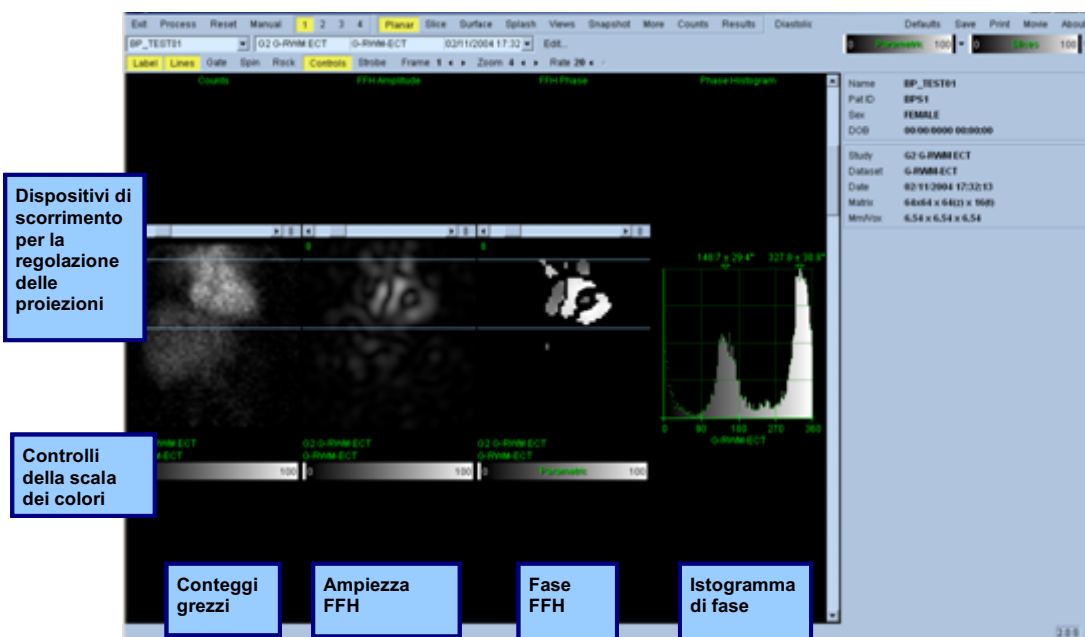 Exit Process Reset Manual 1 2 3 4 Planar Slice Surface Splash Views Snapshot More Counts Results Diastolic Defaults Save Print Movie About
BP_TEST01 G2 G-RWM ECT G-RWM-ECT 02/11/2004 17:32 Edit...
0 Parametric 100 0 Slices 100
Label Lines Gate Spin Rock Controls Strobe Frame 1 Zoom 4 Rate 20
Counts FFH Amplitude FFH Phase Phase Histogram
Name BP_TEST01
Pat ID BPS1
Sex FEMALE
DOB 00/00/0000 00:00:00
Study G2 G-RWM ECT
Dataset G-RWM-ECT
Date 02/11/2004 17:32:13
Matrix 64x64 x 64(z) x 16(t)
Mm/Vox 6.54 x 6.54 x 6.54
Dispositivi di
scorrimento
per la
regolazione
delle
proiezioni
8
148.7 ± 29.4° 327.8 ± 30.8°
0 90 180 270 360
G-RWM-ECT
Controlli
della scala
dei colori
RWM ECT G2 G-RWM ECT G2 G-RWM ECT
ECT G-RWM-ECT G-RWM-ECT
100 0 100 0 Parametric 100
Conteggi
grezzi
Ampiezza
FFH
Fase
FFH
Istogramma
di fase